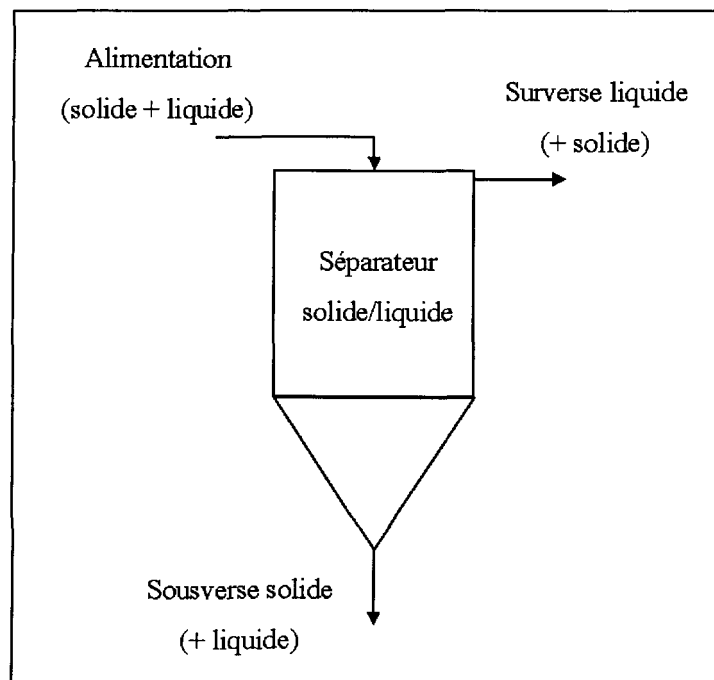 Alimentation
(solide + liquide)
Surverse liquide
(+ solide)
Séparateur
solide/liquide
Sousverse solide
(+ liquide)